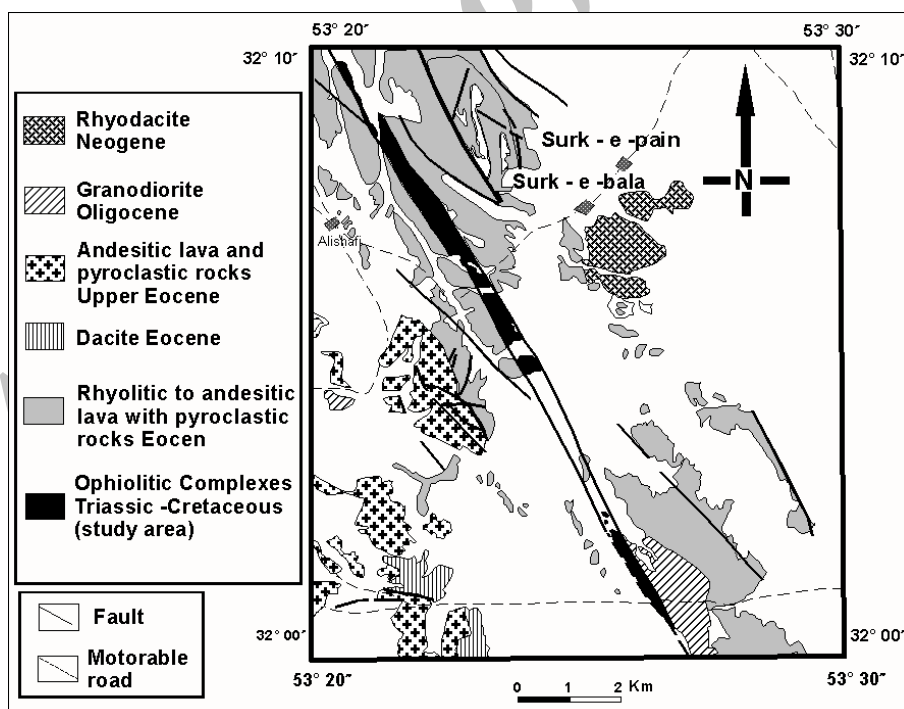 53° 20˝
53° 30˝
32° 10˝
32° 10˝
Rhyodacite
Neogene
Granodiorite
Oligocene
Andesitic lava and
pyroclastic rocks
Upper Eocene
Dacite Eocene
Rhyolitic to andesitic
lava with pyroclastic
rocks Eocen
Ophiolitic Complexes
Triassic -Cretaceous
(study area)
Fault
Motorable
road
Surk - e -pain
Surk - e -bala
N
Alishafi
32° 00˝
32° 00˝
53° 20˝
53° 30˝
0 1 2 Km